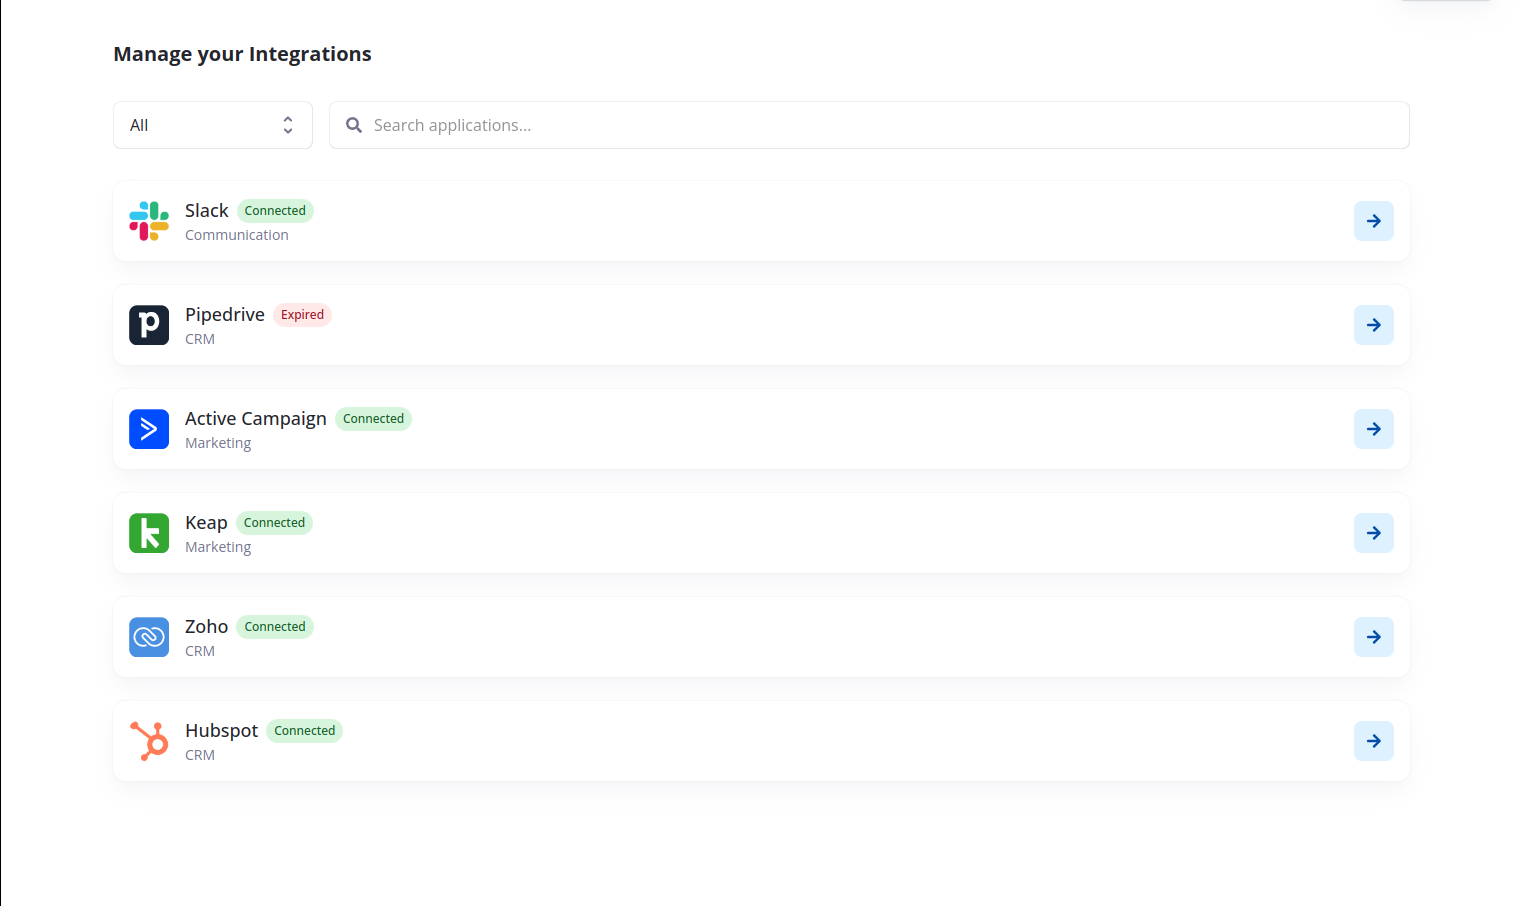 Manage your Integrations
All
Search applications...
Slack Connected
Communication
Pipedrive Expired
CRM
Active Campaign Connected
Marketing
Keap Connected
Marketing
Zoho Connected
CRM
Hubspot Connected
CRM